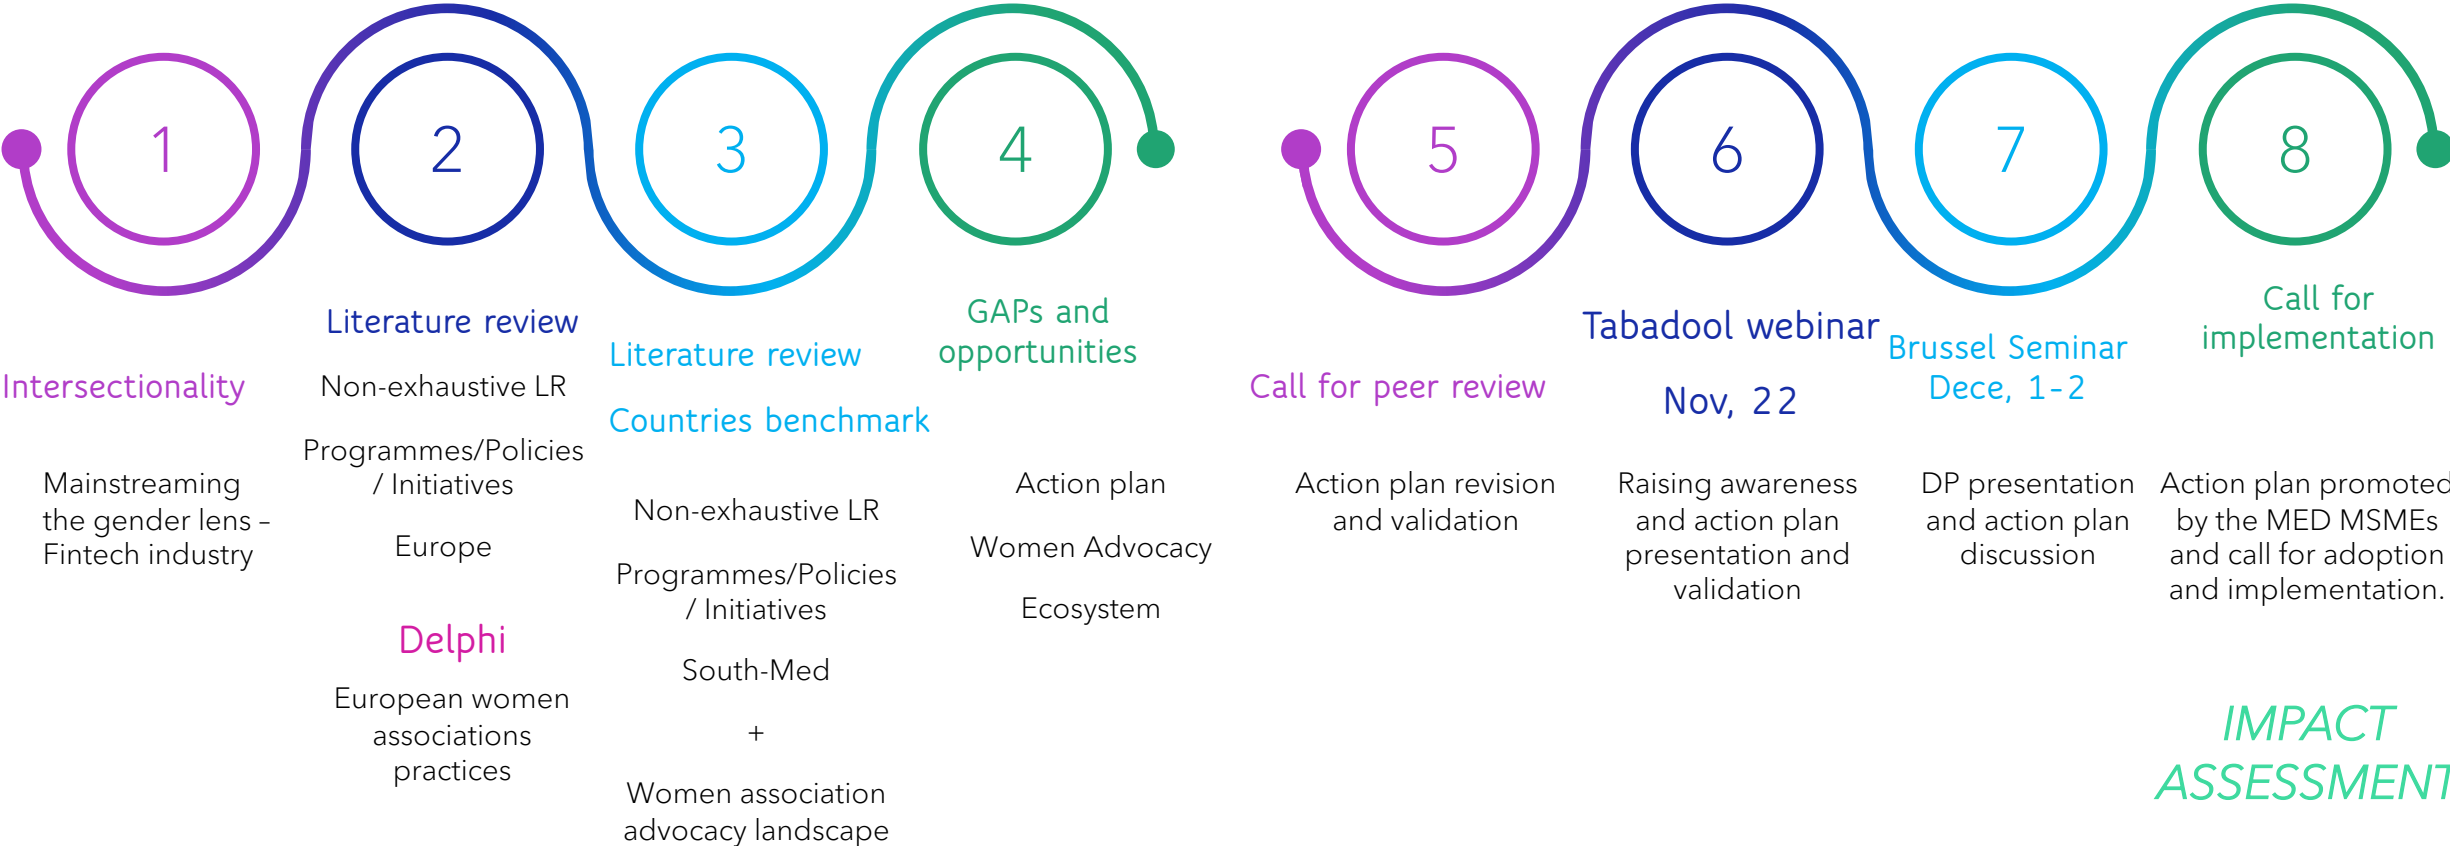 1
2
3
4
5
6
7
8
Intersectionality
Mainstreaming
the gender lens –
Fintech industry
Literature review
Non-exhaustive LR
Programmes/Policies
/ Initiatives
Europe
Delphi
European women
associations
practices
Literature review
Countries benchmark
Non-exhaustive LR
Programmes/Policies
/ Initiatives
South-Med
+
Women association
advocacy landscape
GAPs and
opportunities
Action plan
Women Advocacy
Ecosystem
Call for peer review
Action plan revision
and validation
Tabadool webinar
Nov, 22
Raising awareness
and action plan
presentation and
validation
Brussel Seminar
Dece, 1-2
DP presentation
and action plan
discussion
Call for
implementation
Action plan promoted
by the MED MSMEs
and call for adoption
and implementation.
IMPACT
ASSESSMENT